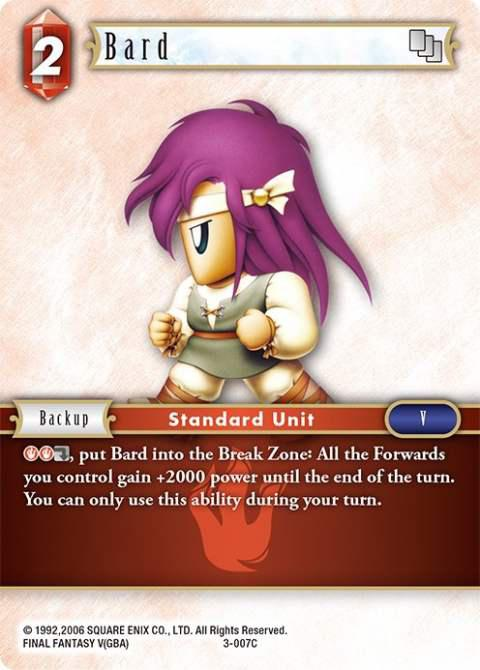 2
Bard
Backup
Standard Unit
V
, put Bard into the Break Zone: All the Forwards
you control gain +2000 power until the end of the turn.
You can only use this ability during your turn.
© 1992,2006 SQUARE ENIX CO., LTD. All Rights Reserved.
FINAL FANTASY V(GBA)
3-007C